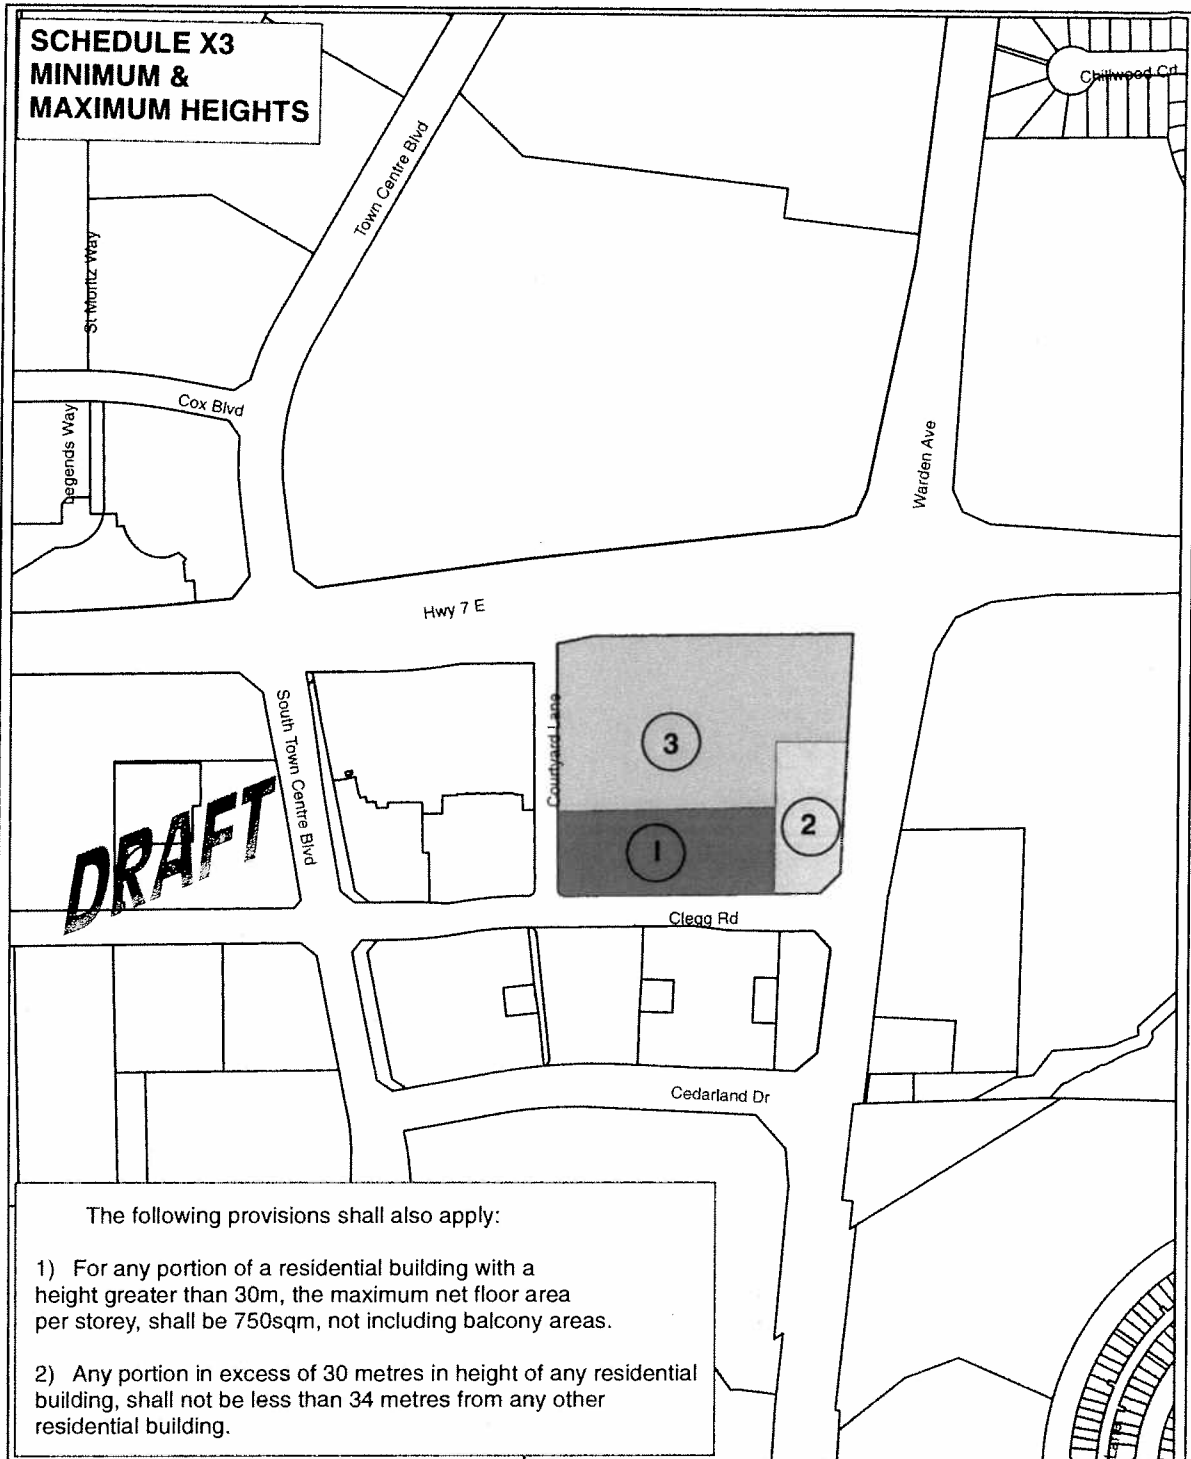 SCHEDULE X3
MINIMUM &
MAXIMUM HEIGHTS
Chillwood Crt
Town Centre Blvd
St Moritz Way
Cox Blvd
Legends Way
Warden Ave
Hwy 7 E
South Town Centre Blvd
Courtyard Lane
3
2
1
DRAFT
Clegg Rd
Cedarland Dr
The following provisions shall also apply:
1) For any portion of a residential building with a
height greater than 30m, the maximum net floor area
per storey, shall be 750sqm, not including balcony areas.
2) Any portion in excess of 30 metres in height of any residential
building, shall not be less than 34 metres from any other
residential building.